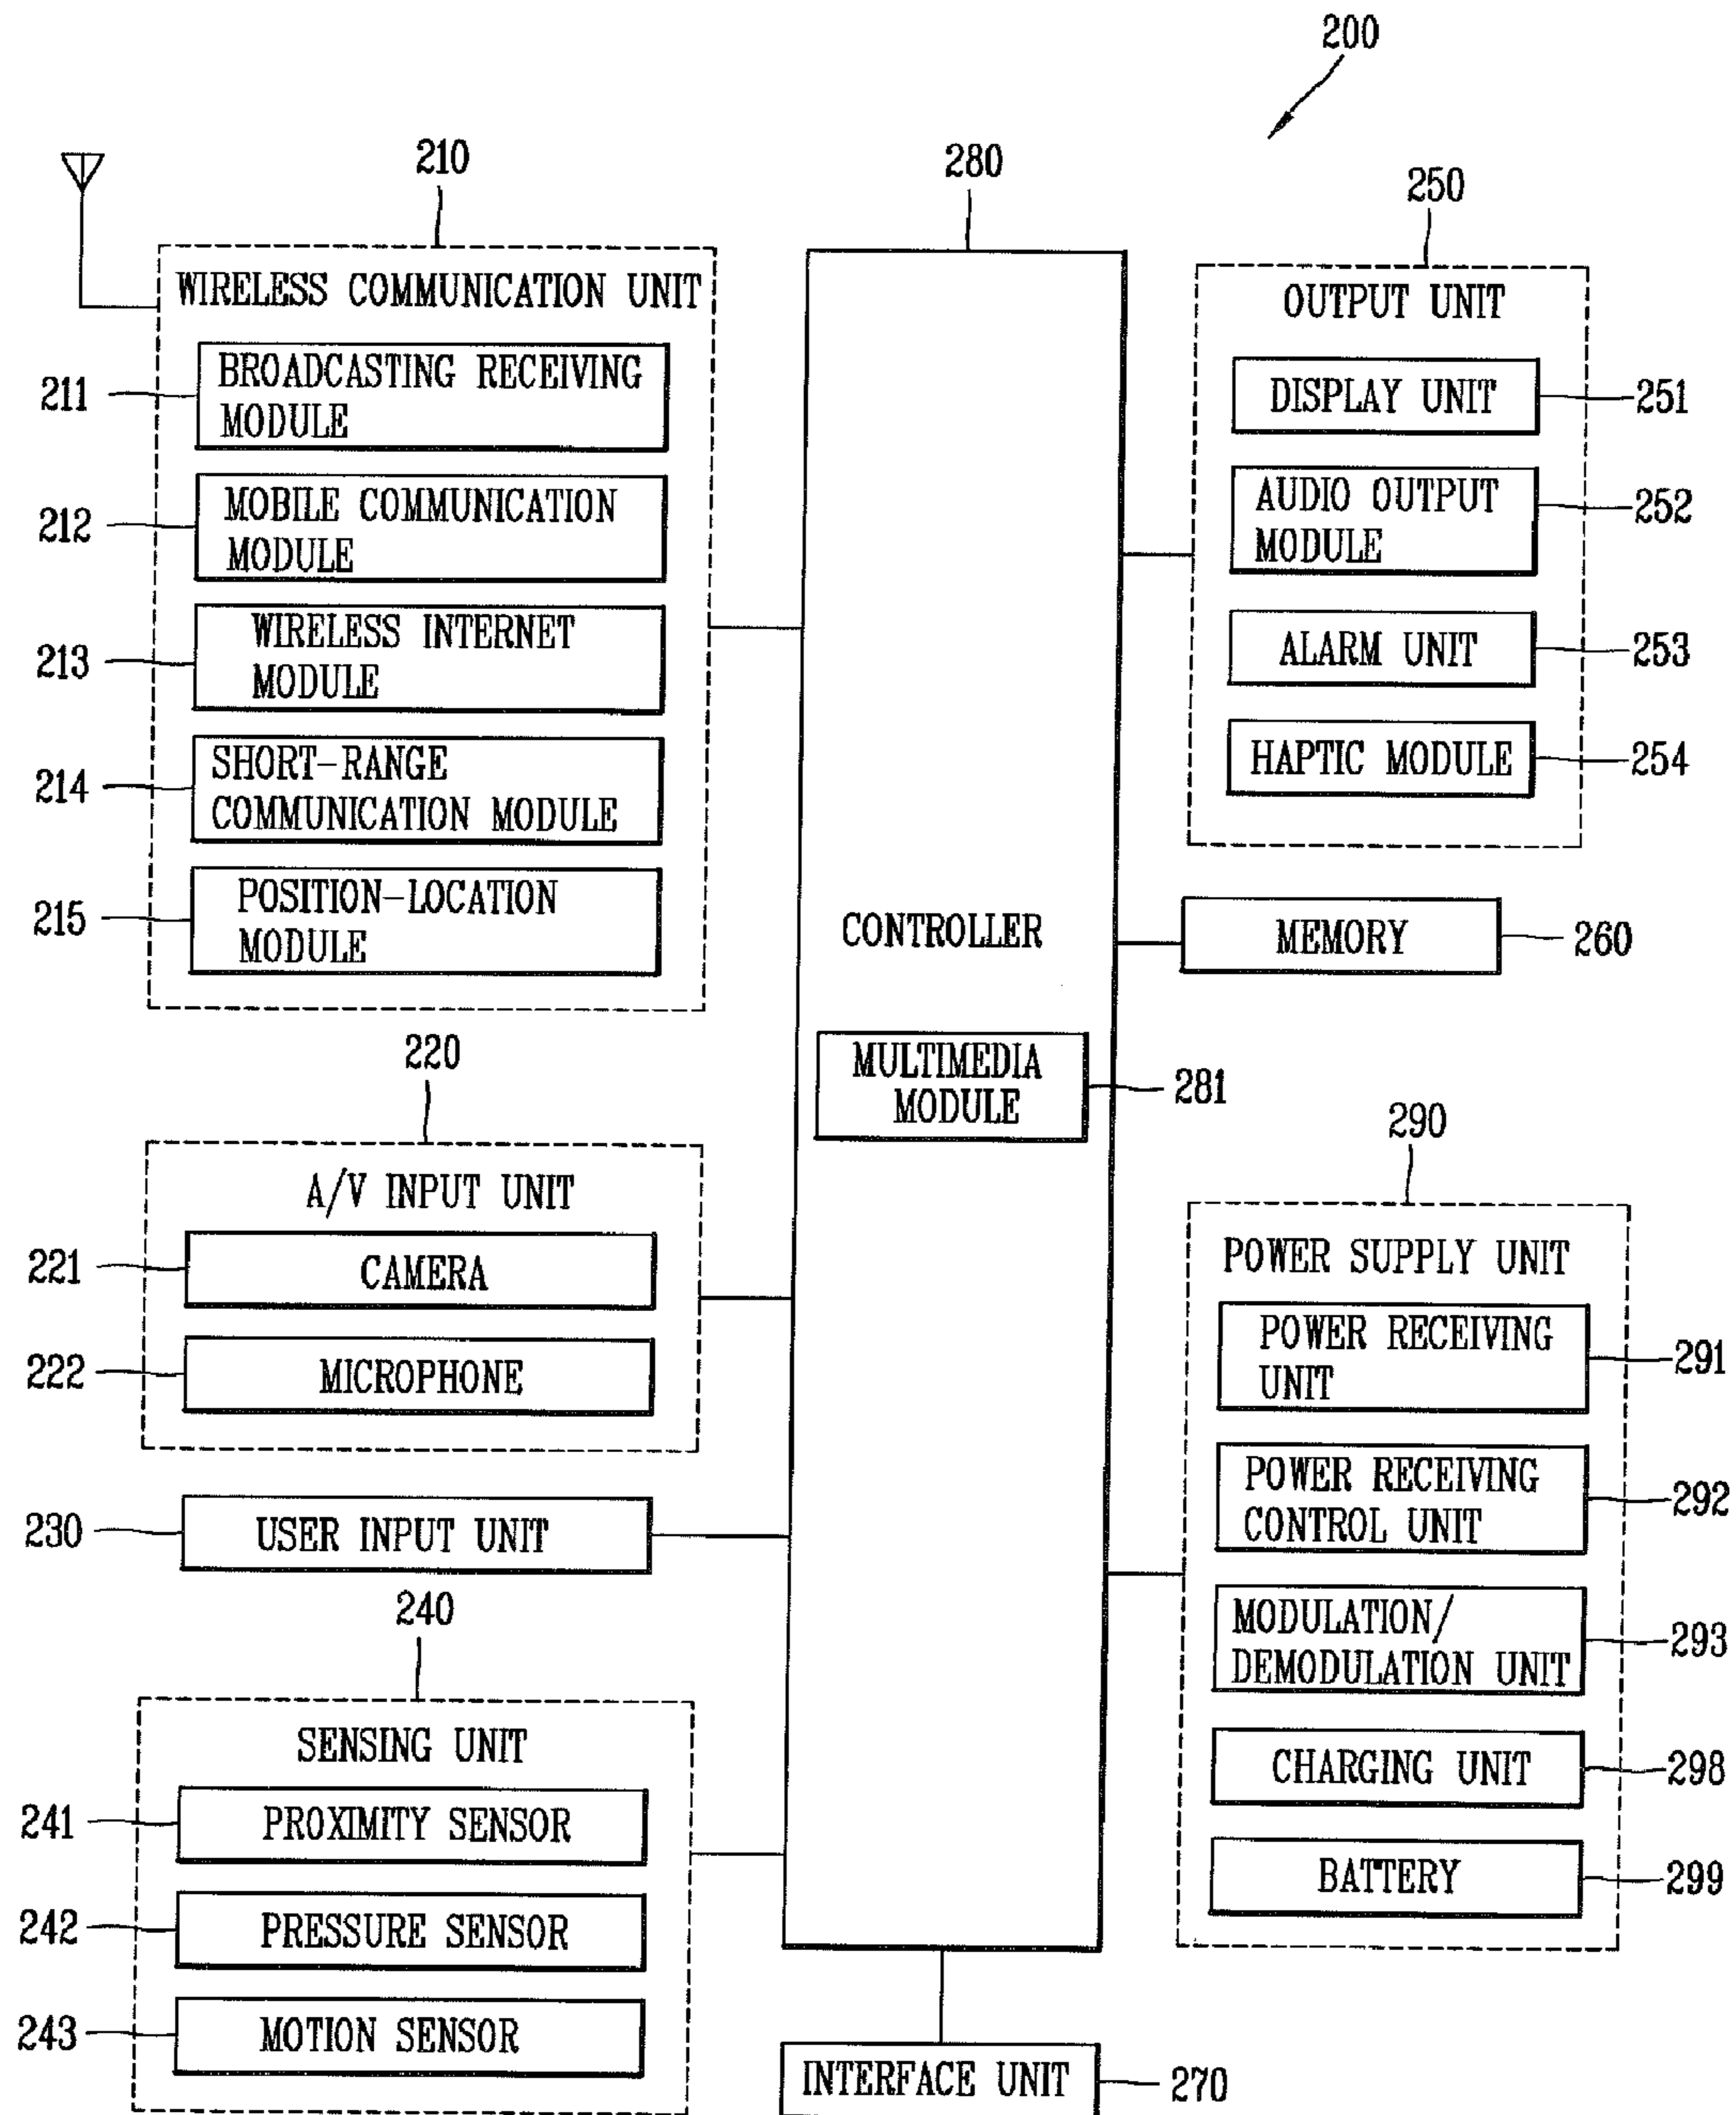 200
210
WIRELESS COMMUNICATION UNIT
211
BROADCASTING RECEIVING
MODULE
212
MOBILE COMMUNICATION
MODULE
213
WIRELESS INTERNET
MODULE
214
SHORT-RANGE
COMMUNICATION MODULE
215
POSITION-LOCATION
MODULE
220
A/V INPUT UNIT
221
CAMERA
222
MICROPHONE
230
USER INPUT UNIT
240
SENSING UNIT
241
PROXIMITY SENSOR
242
PRESSURE SENSOR
243
MOTION SENSOR
280
CONTROLLER
MULTIMEDIA
MODULE
281
INTERFACE UNIT
270
250
OUTPUT UNIT
DISPLAY UNIT
251
AUDIO OUTPUT
MODULE
252
ALARM UNIT
253
HAPTIC MODULE
254
MEMORY
260
290
POWER SUPPLY UNIT
POWER RECEIVING
UNIT
291
POWER RECEIVING
CONTROL UNIT
292
MODULATION/
DEMODULATION UNIT
293
CHARGING UNIT
298
BATTERY
299